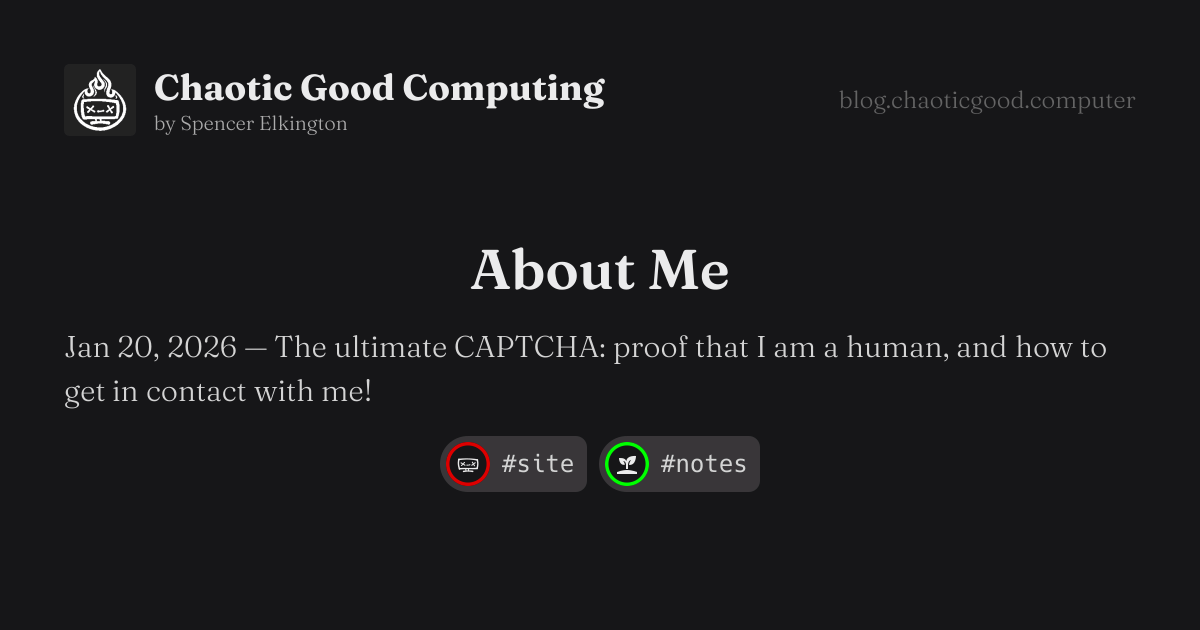 Chaotic Good Computing
by Spencer Elkington
blog.chaoticgood.computer
About Me
Jan 20, 2026 — The ultimate CAPTCHA: proof that I am a human, and how to
get in contact with me!
#site
#notes